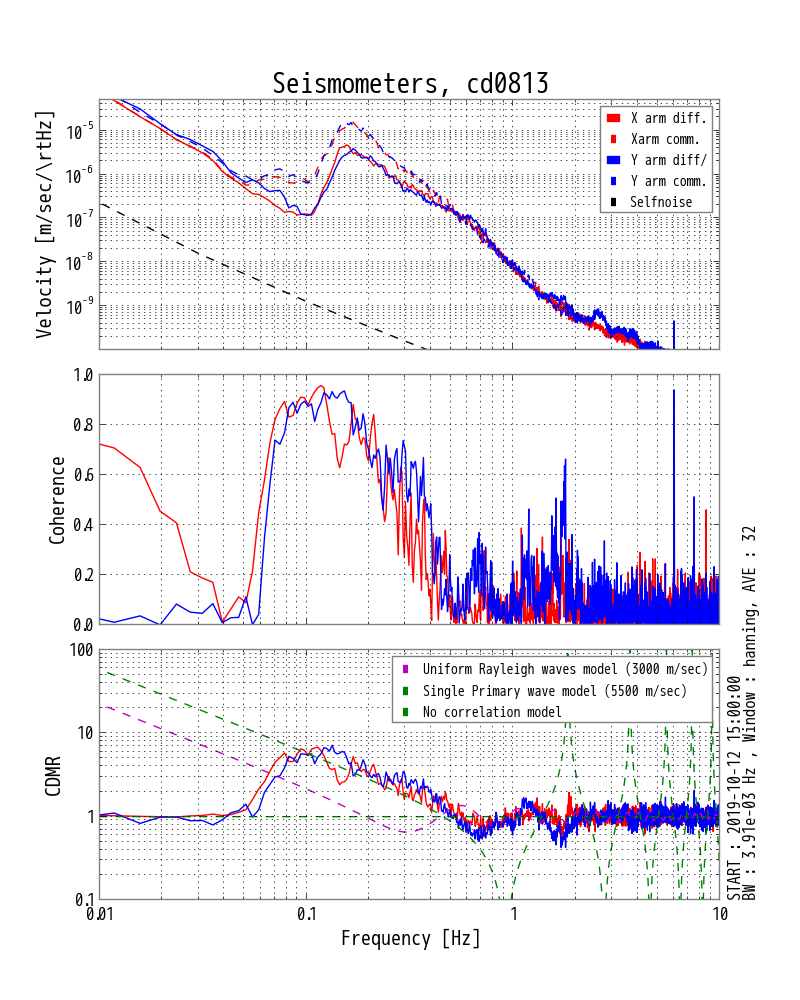 Seismometers, cd0813
Velocity [m/sec/\rtHz]
10^-5
10^-6
10^-7
10^-8
10^-9
X arm diff.
Xarm comm.
Y arm diff/
Y arm comm.
Selfnoise
Coherence
1.0
0.8
0.6
0.4
0.2
0.0
CDMR
100
10
1
0.1
Uniform Rayleigh waves model (3000 m/sec)
Single Primary wave model (5500 m/sec)
No correlation model
0.01
0.1
1
10
Frequency [Hz]
START : 2019-10-12 15:00:00
BW : 3.91e-03 Hz , Window : hanning, AVE : 32